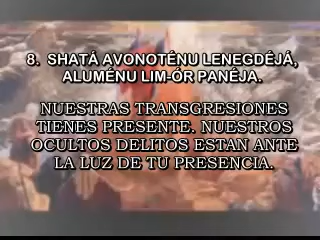 8. SHATÁ AVONOTÉNU LENEGDÉJÁ,
ALUMÉNU LIM-ÓR PANÉJA.
NUESTRAS TRANSGRESIONES
TIENES PRESENTE. NUESTROS
OCULTOS DELITOS ESTAN ANTE
LA LUZ DE TU PRESENCIA.